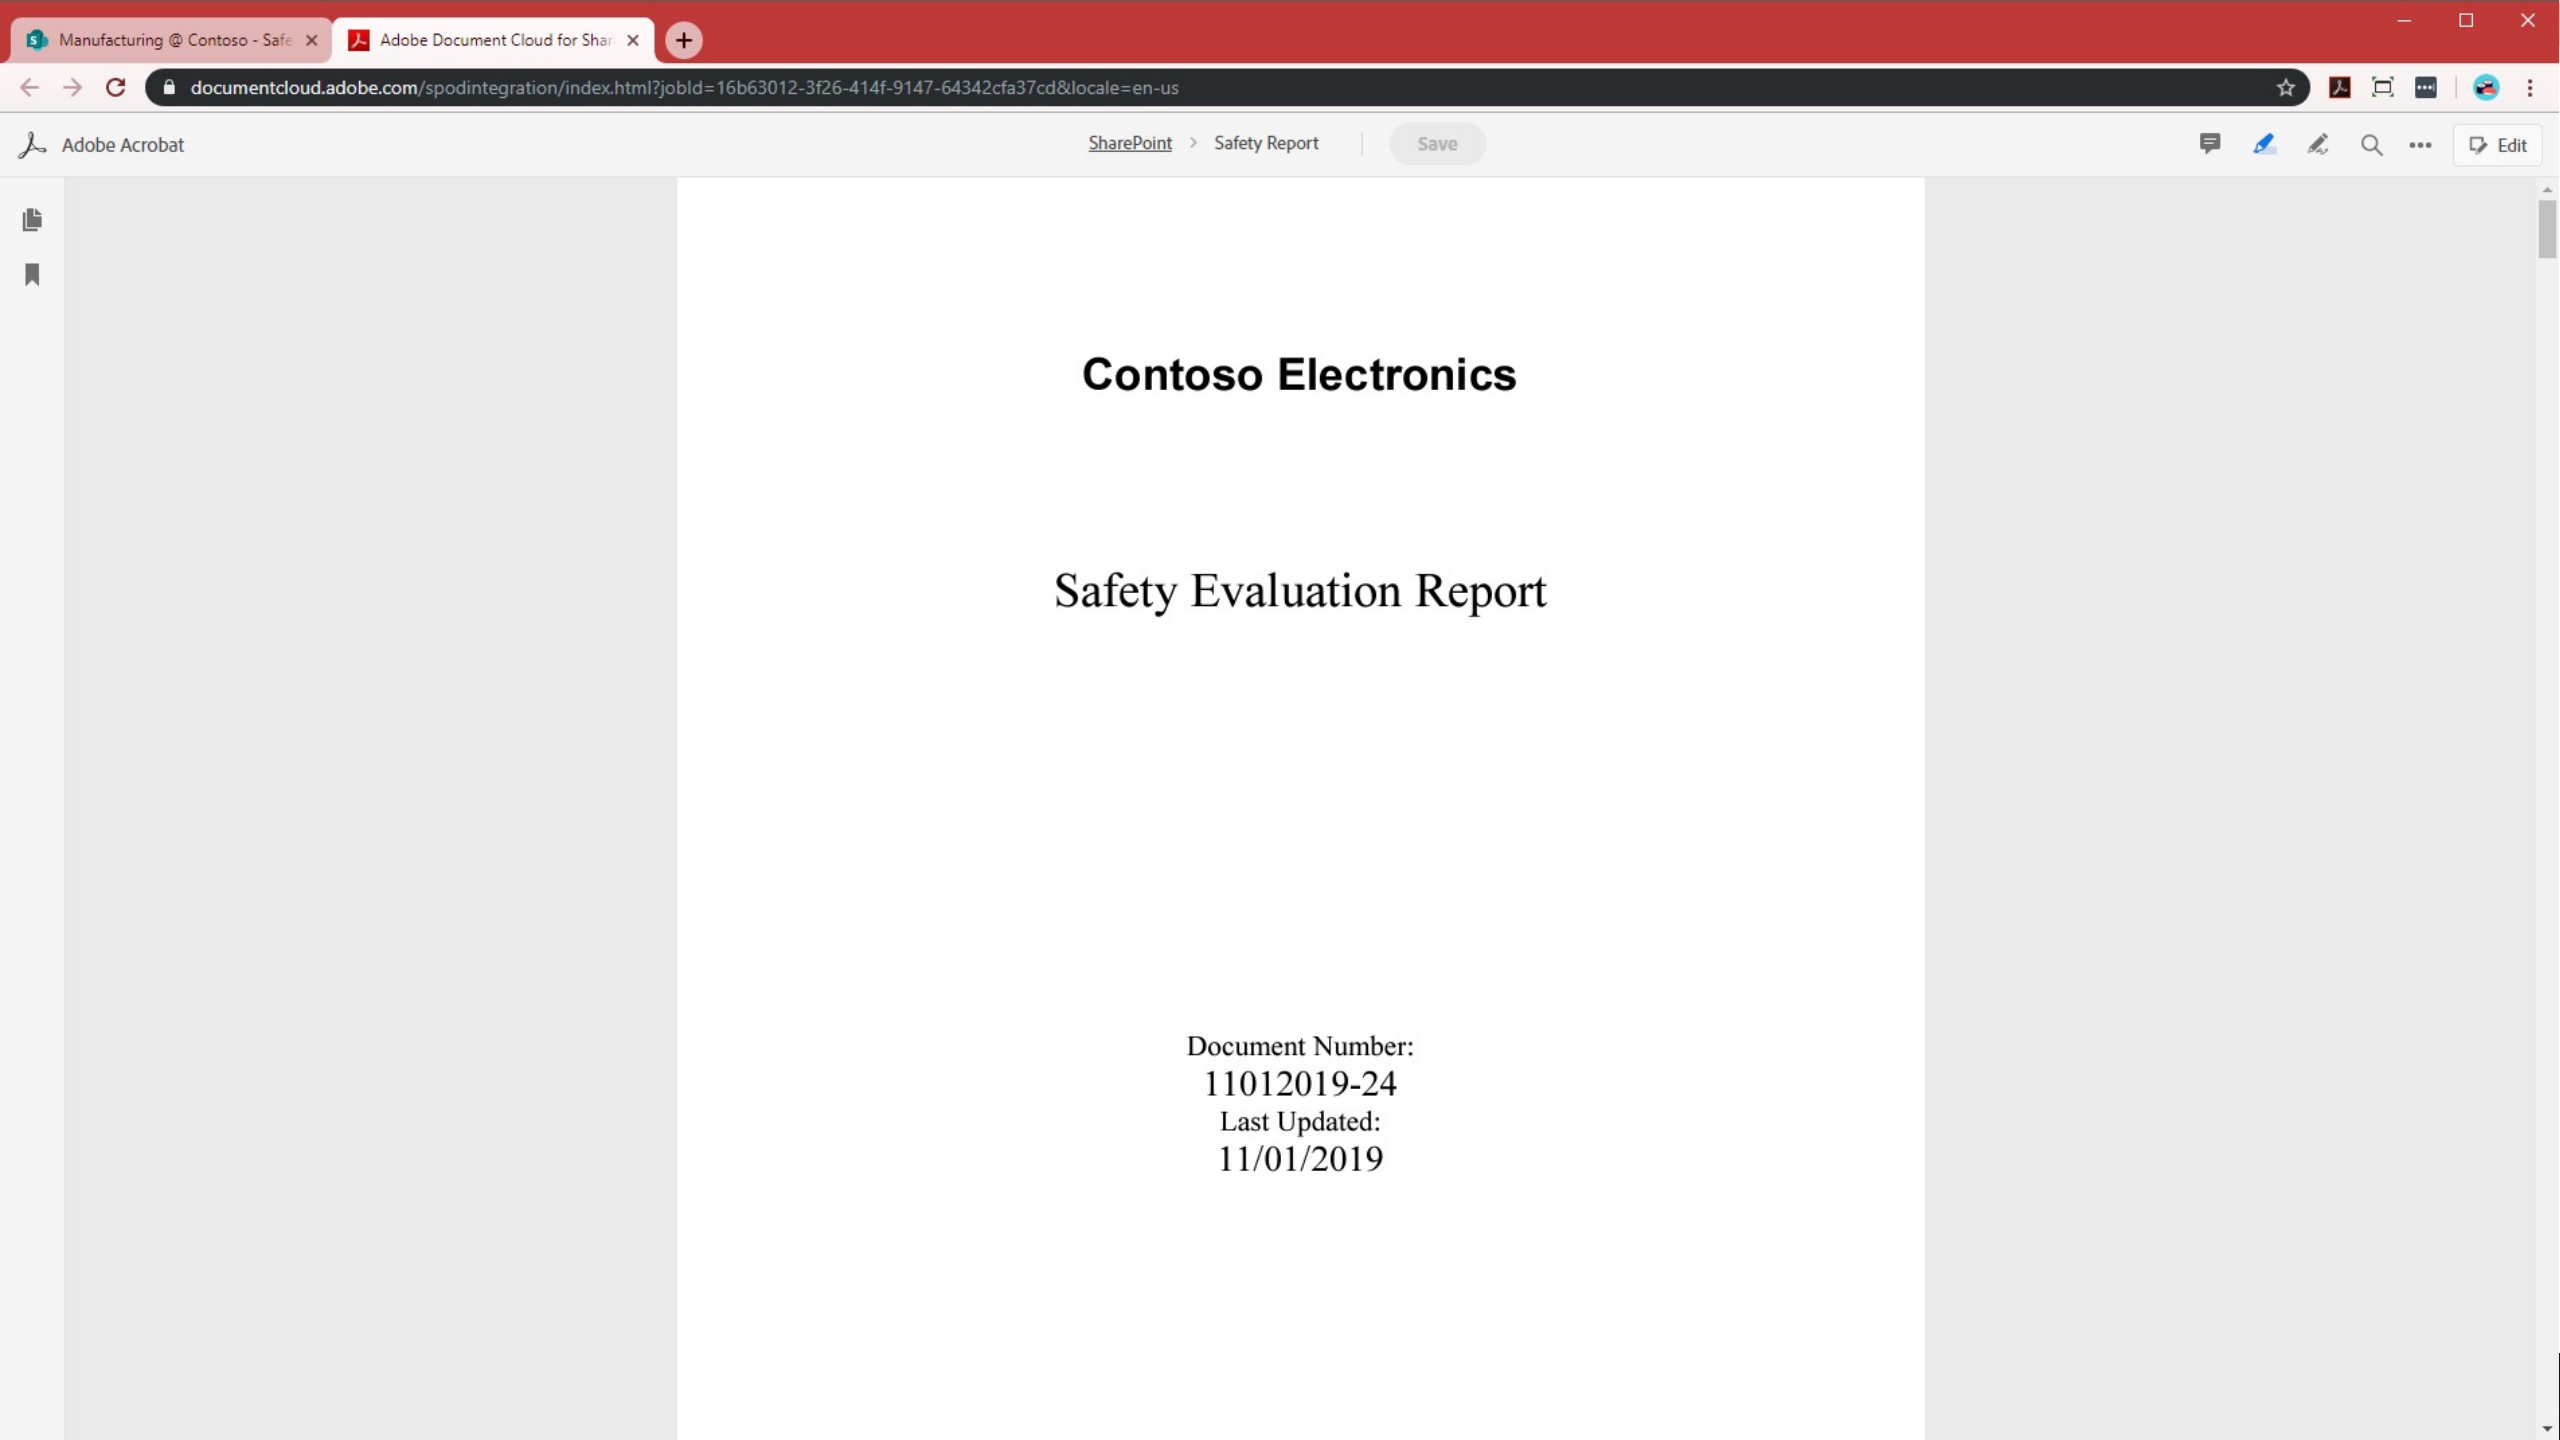 Manufacturing @ Contoso - Safe
Adobe Document Cloud for Shar
documentcloud.adobe.com/spodintegration/index.html?jobId=16b63012-3f26-414f-9147-64342cfa37cd&locale=en-us
Adobe Acrobat
SharePoint > Safety Report
Save
Edit
Contoso Electronics
Safety Evaluation Report
Document Number:
11012019-24
Last Updated:
11/01/2019